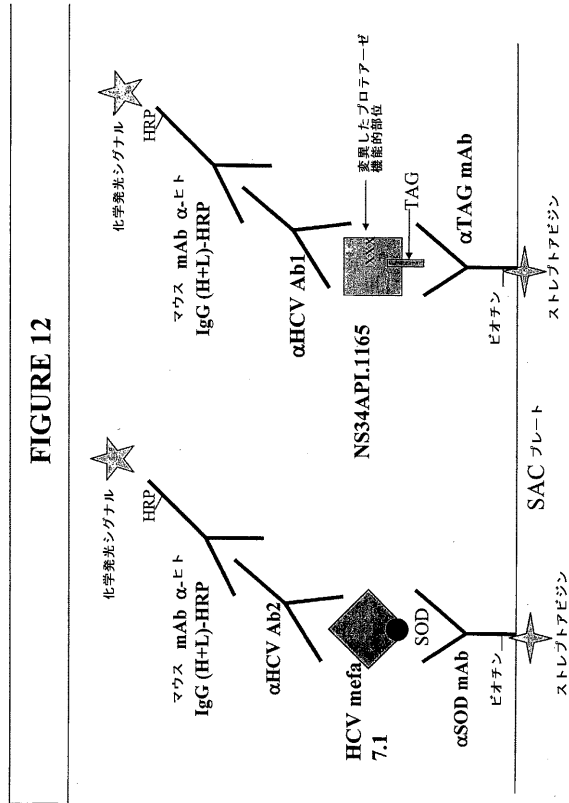 FIGURE 12
化学発光シグナル
HRP
マウス mAb α-ヒト
IgG (H+L)-HRP
αHCV Ab2
HCV mefa
7.1
SOD
αSOD mAb
ビオチン
ストレプトアビジン
SAC プレート
化学発光シグナル
HRP
マウス mAb α-ヒト
IgG (H+L)-HRP
αHCV Ab1
XXX
変異したプロテアーゼ
機能的部位
TAG
NS34API.1165
αTAG mAb
ビオチン
ストレプトアビジン